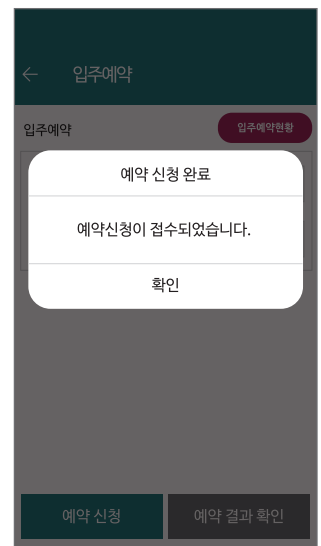 입주예약
입주예약
입주예약현황
예약 신청 완료
예약신청이 접수되었습니다.
확인
예약 신청
예약 결과 확인